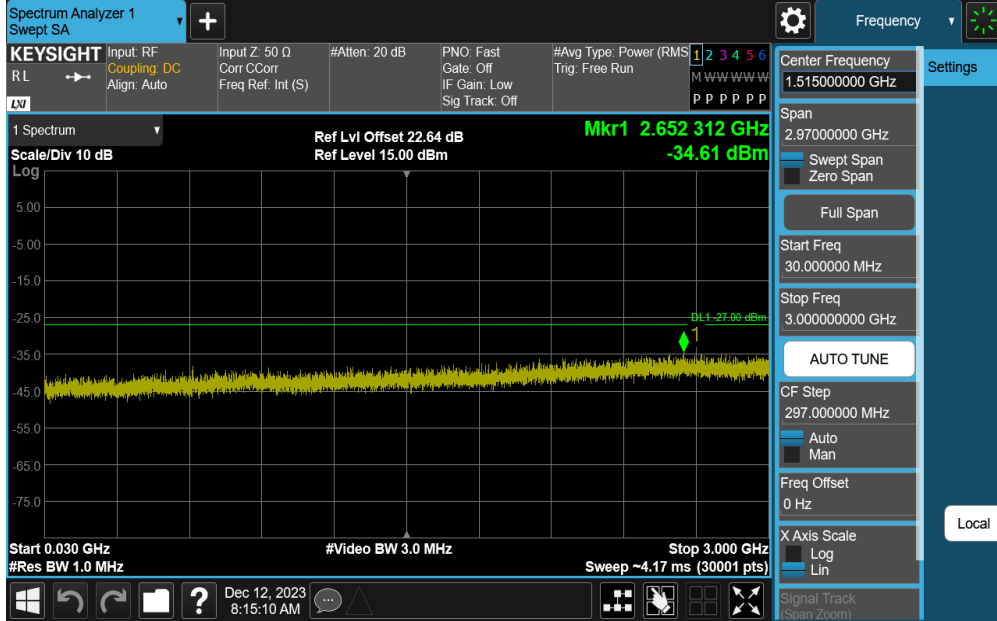 Spectrum Analyzer 1
Swept SA
+
Frequency
KEYSIGHT
RL
LXI
Input: RF
Coupling: DC
Align: Auto
Input Z: 50 Ω
Corr CCorr
Freq Ref: Int (S)
#Atten: 20 dB
PNO: Fast
Gate: Off
IF Gain: Low
Sig Track: Off
#Avg Type: Power (RMS
Trig: Free Run
1 2 3 4 5 6
M W W W W W
P P P P P P
1 Spectrum
Scale/Div 10 dB
Log
Ref Lvl Offset 22.64 dB
Ref Level 15.00 dBm
Mkr1 2.652 312 GHz
-34.61 dBm
5.00
-5.00
-15.0
-25.0
-35.0
-45.0
-55.0
-65.0
-75.0
DL1 -27.00 dBm
1
Start 0.030 GHz
#Res BW 1.0 MHz
#Video BW 3.0 MHz
Stop 3.000 GHz
Sweep ~4.17 ms (30001 pts)
Center Frequency
1.515000000 GHz
Span
2.97000000 GHz
Swept Span
Zero Span
Full Span
Start Freq
30.000000 MHz
Stop Freq
3.000000000 GHz
AUTO TUNE
CF Step
297.000000 MHz
Auto
Man
Freq Offset
0 Hz
X Axis Scale
Log
Lin
Signal Track
(Span Zoom)
Settings
Local
?
Dec 12, 2023
8:15:10 AM